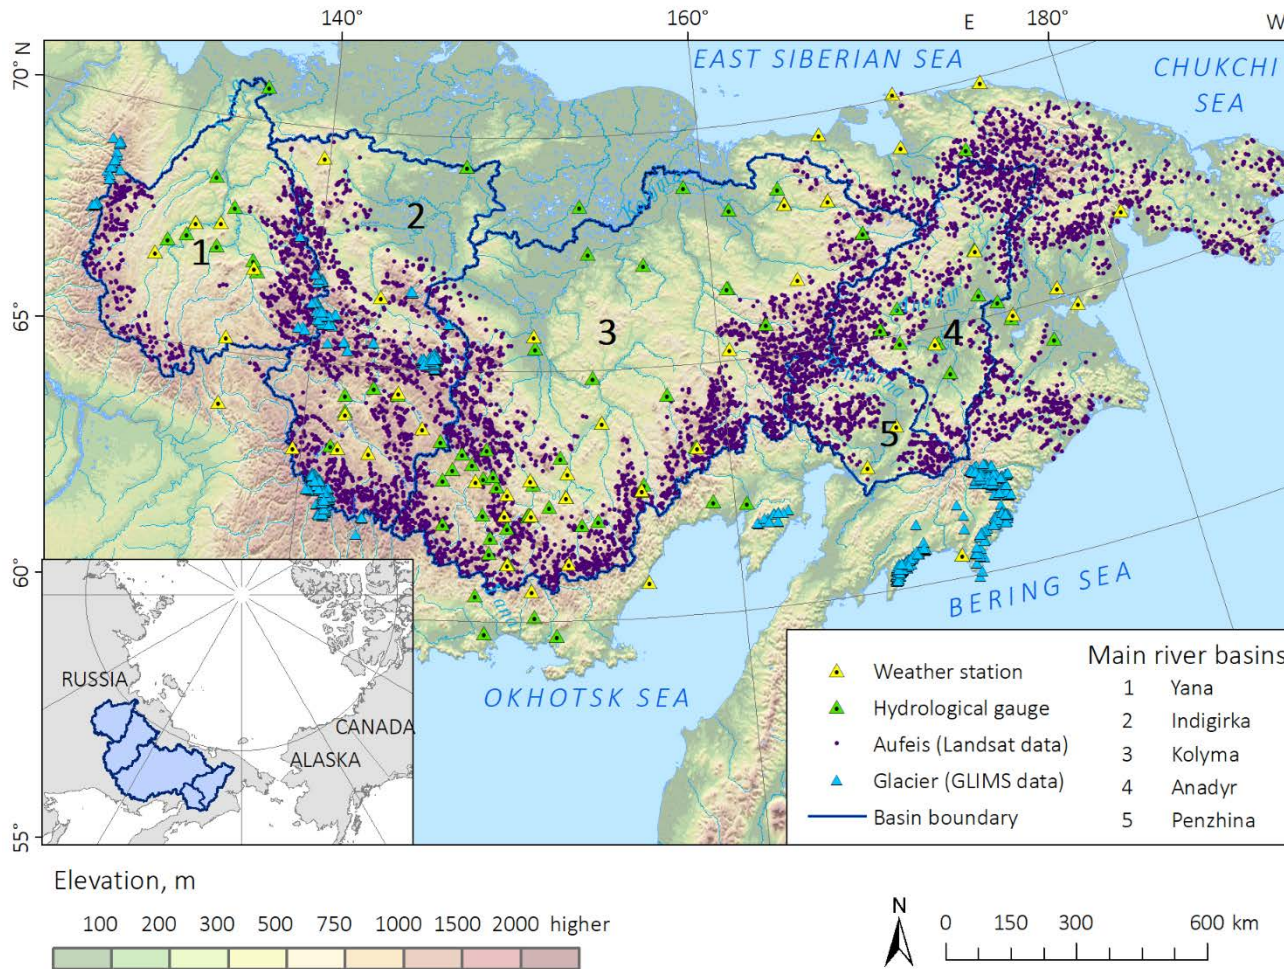 140°
160°
E
180°
W
70° N
65°
60°
55°
EAST SIBERIAN SEA
CHUKCHI
SEA
1
2
3
4
5
BERING SEA
OKHOTSK SEA
RUSSIA
CANADA
ALASKA
Weather station
Hydrological gauge
Aufeis (Landsat data)
Glacier (GLIMS data)
Basin boundary
Main river basins
1 Yana
2 Indigirka
3 Kolyma
4 Anadyr
5 Penzhina
Elevation, m
100 200 300 500 750 1000 1500 2000 higher
N
0 150 300 600 km